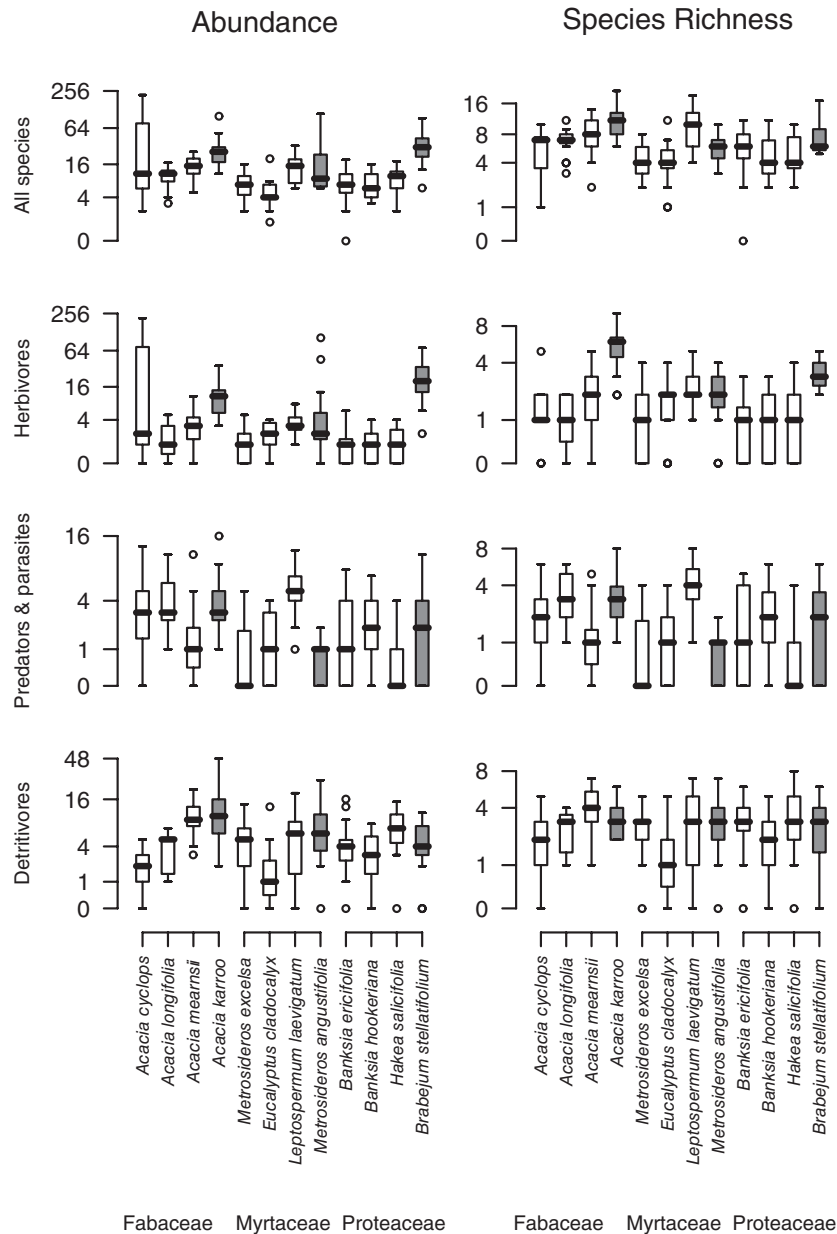 Abundance
Species Richness
All species
256
64
16
4
0
16
8
4
1
0
Herbivores
256
64
16
4
0
8
4
1
0
Predators & parasites
16
4
1
0
8
4
1
0
Detritivores
48
16
4
1
0
8
4
1
0
Acacia cyclops
Acacia longifolia
Acacia mearnsii
Acacia karroo
Metrosideros excelsa
Eucalyptus cladocalyx
Leptospermum laevigatum
Metrosideros angustifolia
Banksia ericifolia
Banksia hookeriana
Hakea salicifolia
Brabejum stellatifolium
Acacia cyclops
Acacia longifolia
Acacia mearnsii
Acacia karroo
Metrosideros excelsa
Eucalyptus cladocalyx
Leptospermum laevigatum
Metrosideros angustifolia
Banksia ericifolia
Banksia hookeriana
Hakea salicifolia
Brabejum stellatifolium
Fabaceae Myrtaceae Proteaceae
Fabaceae Myrtaceae Proteaceae